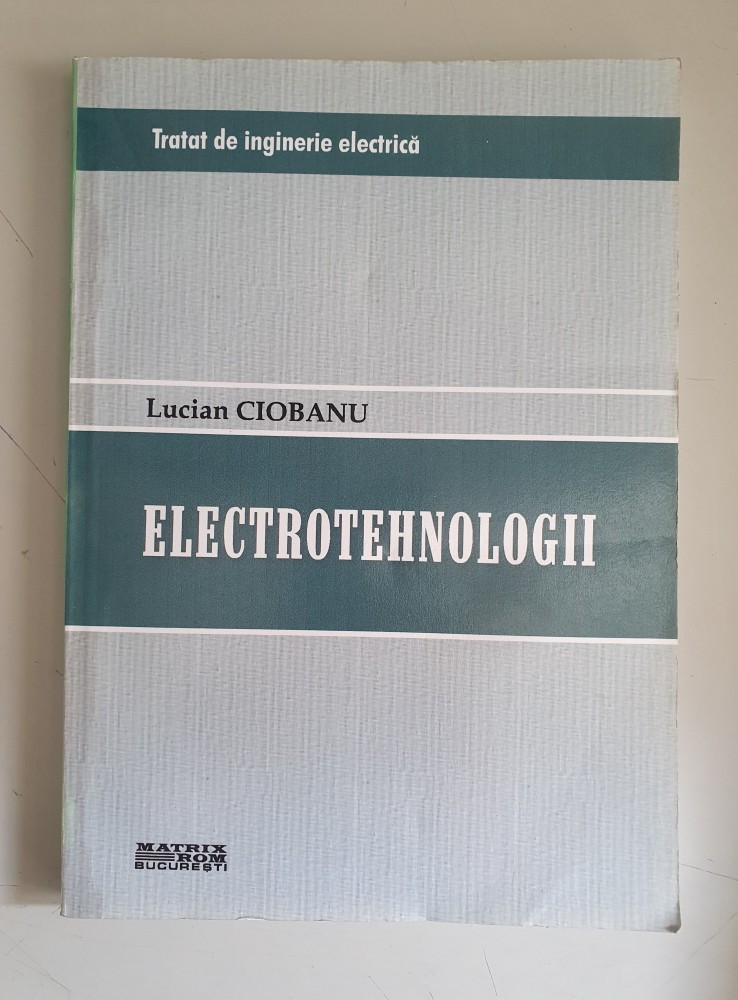 Tratat de inginerie electrică
Lucian CIOBANU
ELECTROTEHNOLOGII
MATRIX
ROM
BUCUREŞTI